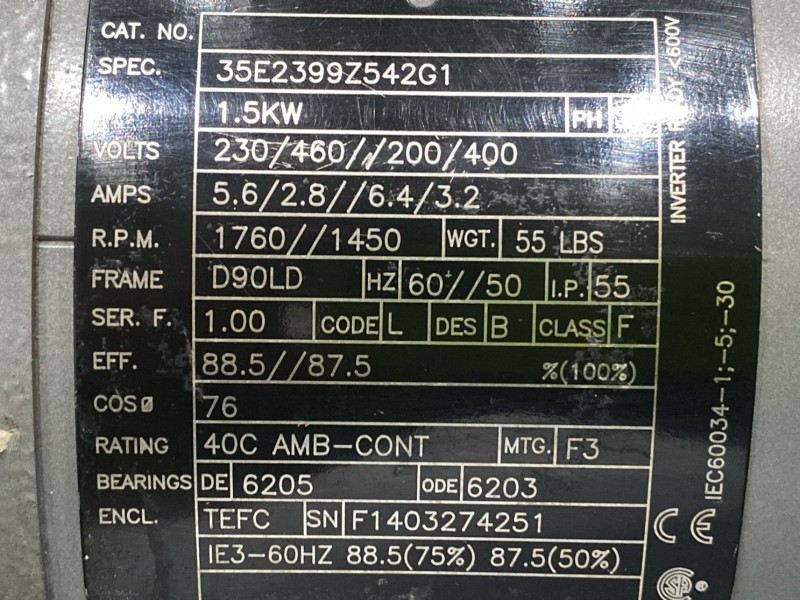 CAT. NO.
SPEC. 35E2399Z542G1
1.5KW PH
VOLTS 230/460//200/400
AMPS 5.6/2.8//6.4/3.2
R.P.M. 1760//1450 WGT. 55 LBS
FRAME D90LD HZ 60//50 I.P. 55
SER. F. 1.00 CODE L DES B CLASS F
EFF. 88.5//87.5 %(100%)
COSØ 76
RATING 40C AMB-CONT MTG. F3
BEARINGS DE 6205 ODE 6203
ENCL. TEFC SN F1403274251
IE3-60HZ 88.5(75%) 87.5(50%)
INVERTER READY <600V
IEC60034-1;-5;-30
CE